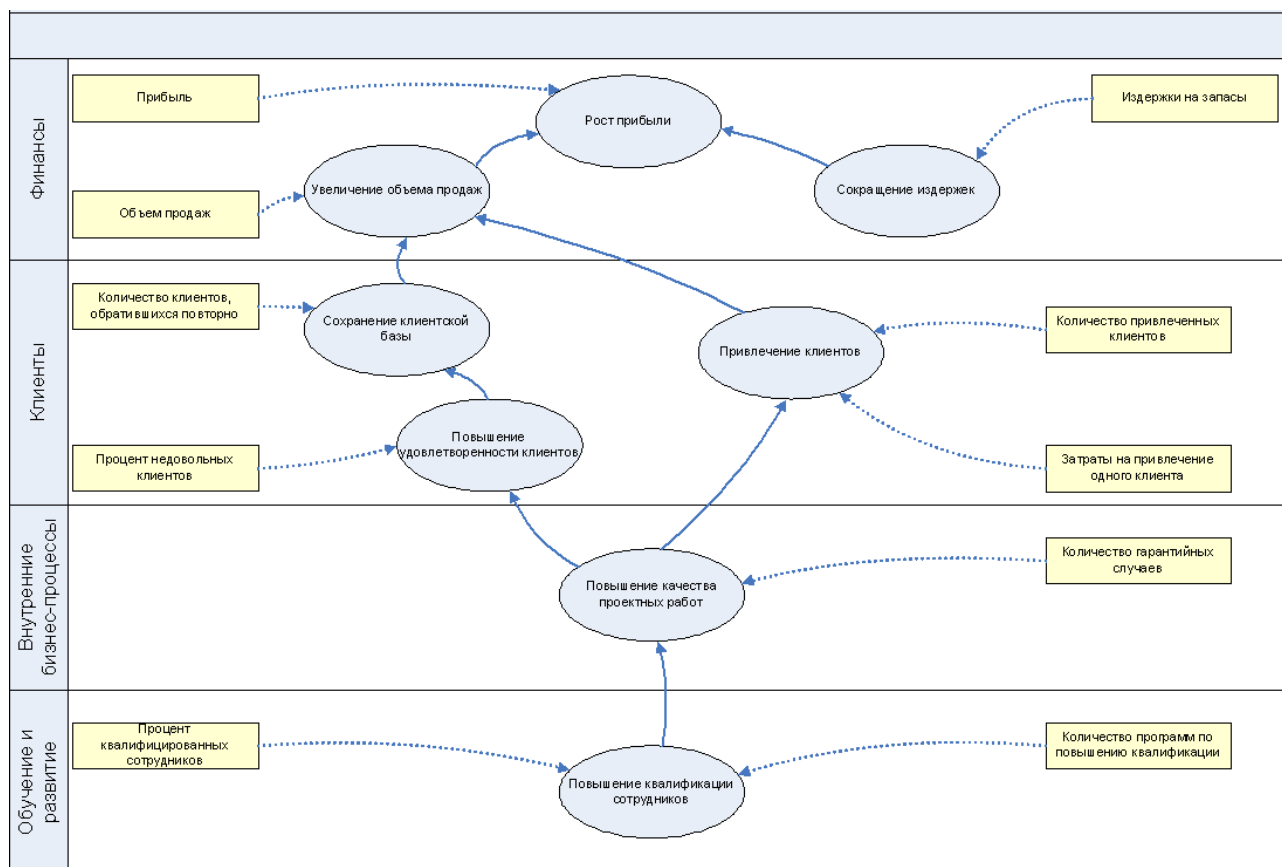 Финансы
Прибыль
Рост прибыли
Издержки на запасы
Увеличение объема продаж
Сокращение издержек
Объем продаж
Клиенты
Количество клиентов,
обратившихся повторно
Сохранение клиентской
базы
Привлечение клиентов
Количество привлеченных
клиентов
Процент недовольных
клиентов
Повышение
удовлетворенности клиентов
Затраты на привлечение
одного клиента
Внутренние
бизнес-процессы
Повышение качества
проектных работ
Количество гарантийных
случаев
Обучение и
развитие
Процент
квалифицированных
сотрудников
Повышение квалификации
сотрудников
Количество программ по
повышению квалификации